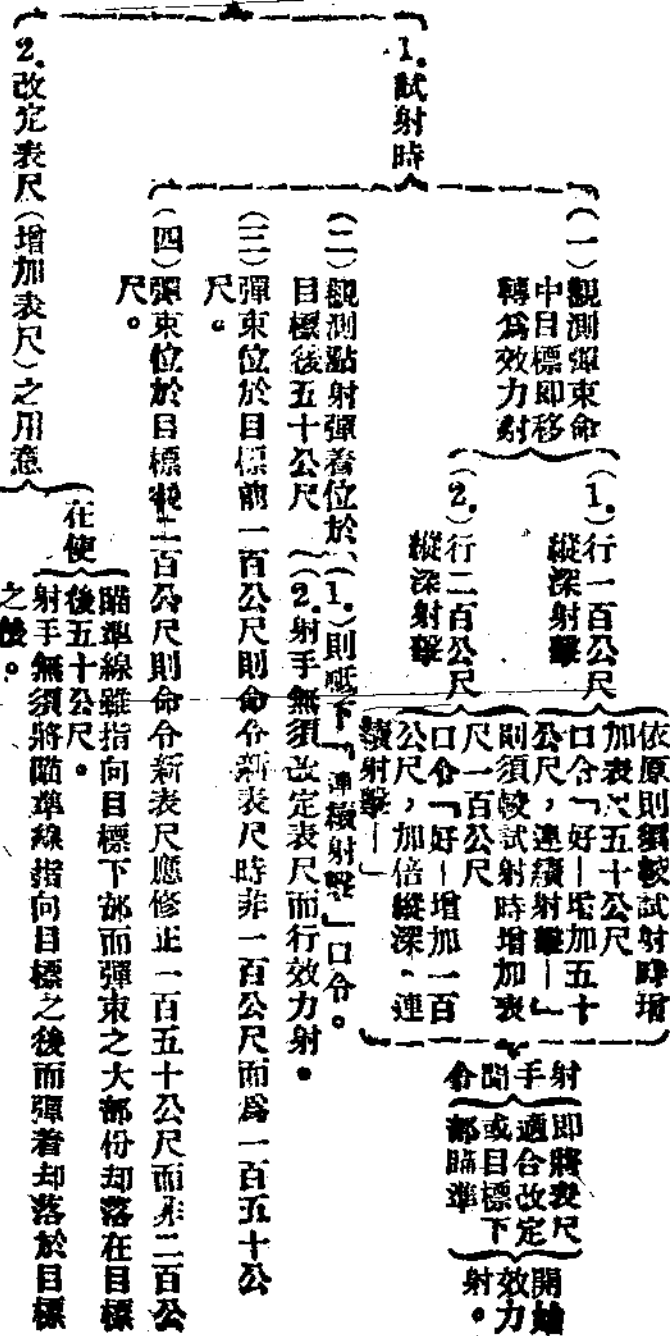 1.試射時
(一)觀測彈束命
中目標即移
轉爲效力射
(1.)行一百公尺
縱深射擊
依原則須較試射時增
加表尺五十公尺
口令「好—增加五十
公尺,連續射擊—」
(2.)行二百公尺
縱深射擊
則須較試射時增加表
尺一百公尺
口令「好—增加一百
公尺,加倍縱深、連
續射擊—」
射手聞
令
即將表尺
適合改定
或目標下
部瞄準
開始
效力
射。
(二)觀測點射彈着位於
目標後五十公尺
(1.)則呼下「連續射擊」口令。
(2.射手無須改定表尺而行效力射。
(三)彈束位於目標前一百公尺則命令新表尺時非一百公尺而爲一百五十公
尺。
(四)彈束位於目標後二百公尺則命令新表尺應修正一百五十公尺而非二百公
尺。
2.改定表尺(增加表尺)之用意
在使
瞄準線雖指向目標下部而彈束之大部份却落在目標
後五十公尺。
射手無須將瞄準線指向目標之後而彈着却落於目標
之後。